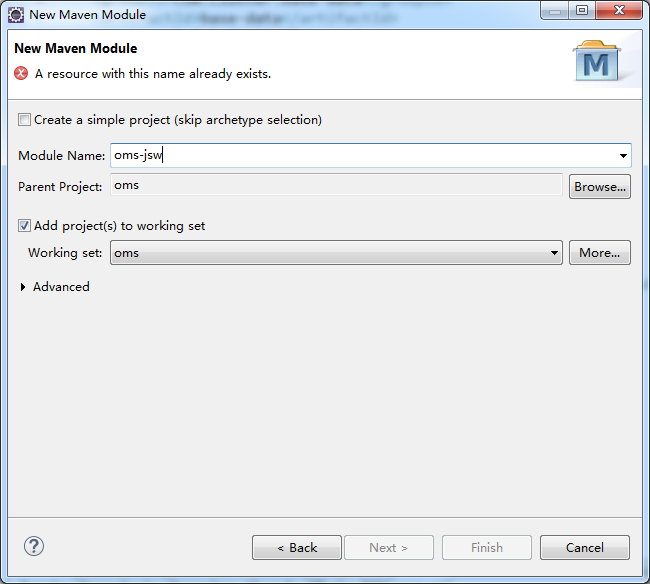 New Maven Module
New Maven Module
A resource with this name already exists.
M
Create a simple project (skip archetype selection)
Module Name: oms-jsw
Parent Project: oms Browse...
Add project(s) to working set
Working set: oms More...
Advanced
? < Back Next > Finish Cancel